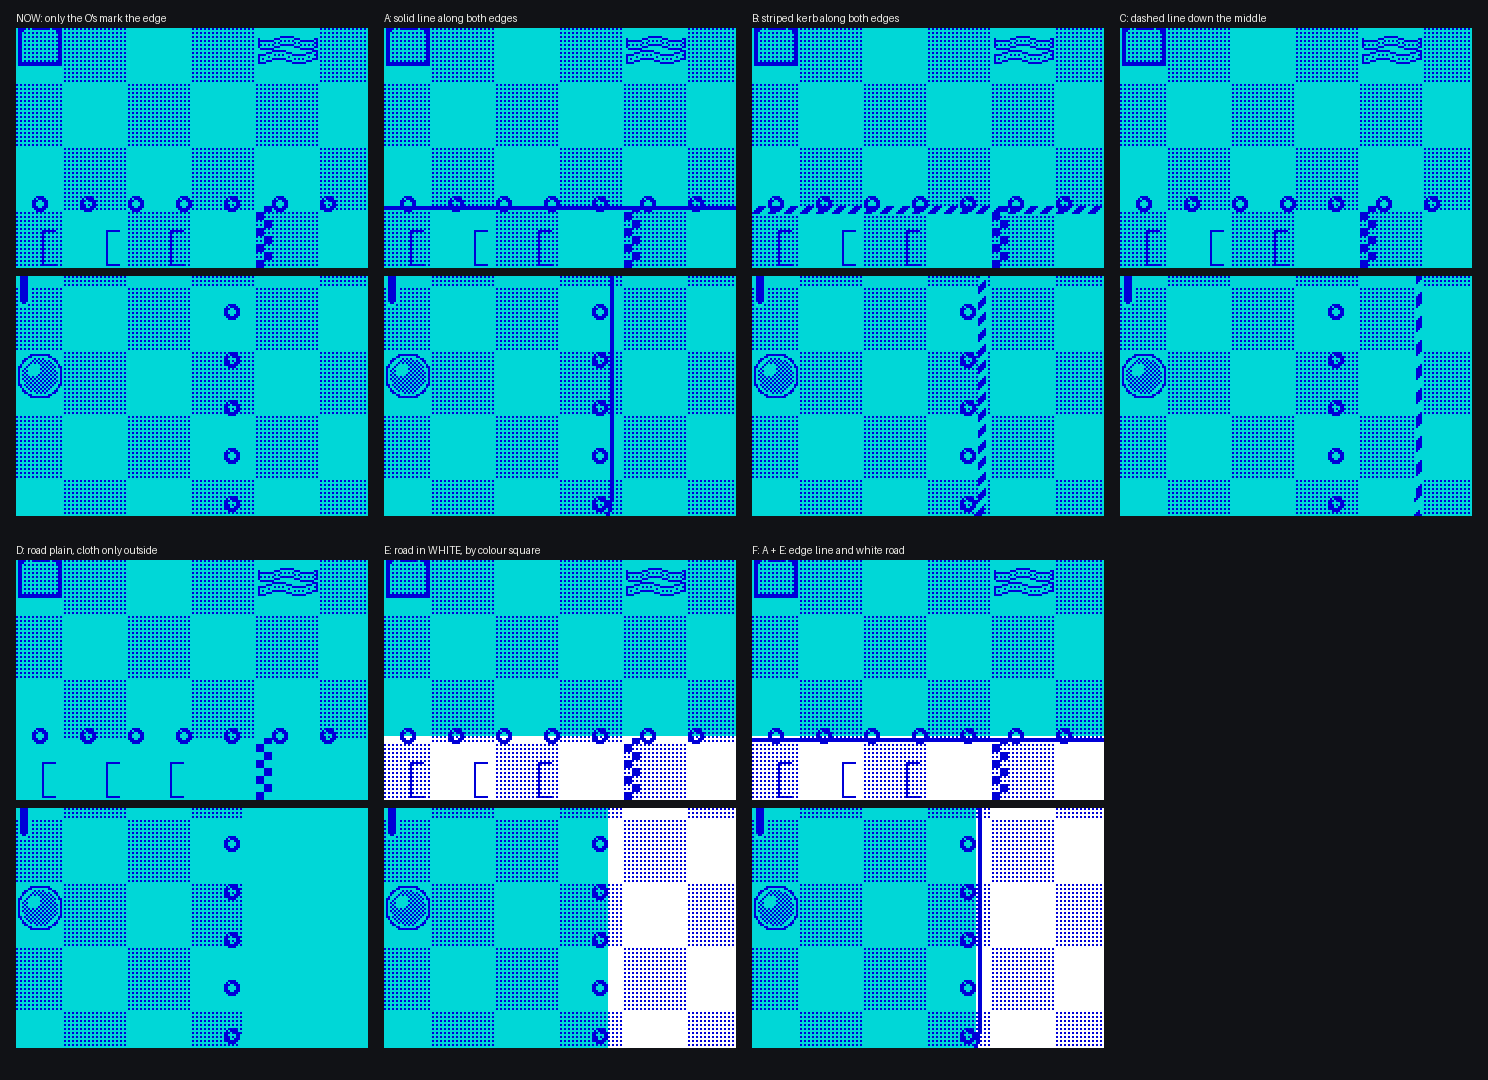 NOW: only the O's mark the edge
A: solid line along both edges
B: striped kerb along both edges
C: dashed line down the middle
D: road plain, cloth only outside
E: road in WHITE, by colour square
F: A + E: edge line and white road